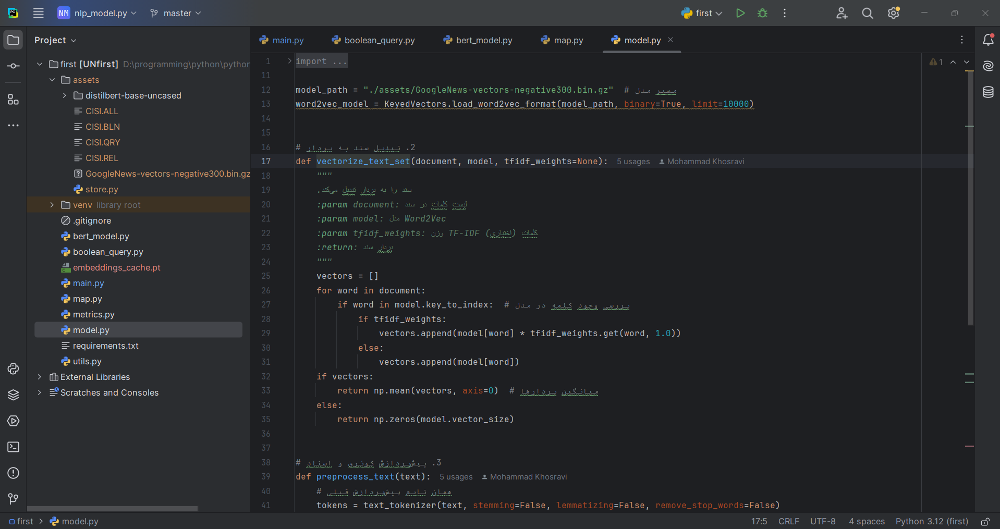 NM nlp_model.py master first
Project
main.py boolean_query.py bert_model.py map.py model.py
first [UNfirst] D:\programming\python\python
assets
distilbert-base-uncased
CISI.ALL
CISI.BLN
CISI.QRY
CISI.REL
GoogleNews-vectors-negative300.bin.gz
store.py
venv library root
.gitignore
bert_model.py
boolean_query.py
embeddings_cache.pt
main.py
map.py
metrics.py
model.py
requirements.txt
utils.py
External Libraries
Scratches and Consoles
1 import ...
11
12 model_path = "./assets/GoogleNews-vectors-negative300.bin.gz" # مسیر مدل
13 word2vec_model = KeyedVectors.load_word2vec_format(model_path, binary=True, limit=10000)
14
15
16 # 2. تبدیل سند به بردار
17 def vectorize_text_set(document, model, tfidf_weights=None): 5 usages Mohammad Khosravi
18 """
19 سند را به بردار تبدیل می‌کند.
20 :param document: لیست کلمات در سند
21 :param model: مدل Word2Vec
22 :param tfidf_weights: وزن TF-IDF کلمات (اختیاری)
23 :return: بردار سند
24 """
25 vectors = []
26 for word in document:
27 if word in model.key_to_index: # بررسی وجود کلمه در مدل
28 if tfidf_weights:
29 vectors.append(model[word] * tfidf_weights.get(word, 1.0))
30 else:
31 vectors.append(model[word])
32 if vectors:
33 return np.mean(vectors, axis=0) # میانگین بردارها
34 else:
35 return np.zeros(model.vector_size)
36
37
38 # 3. پیش‌پردازش کوئری و اسناد
39 def preprocess_text(text): 5 usages Mohammad Khosravi
40 # همان تابع پیش‌پردازش قبلی
41 tokens = text_tokenizer(text, stemming=False, lemmatizing=False, remove_stop_words=False)
1
first > model.py
17:5 CRLF UTF-8 4 spaces Python 3.12 (first)